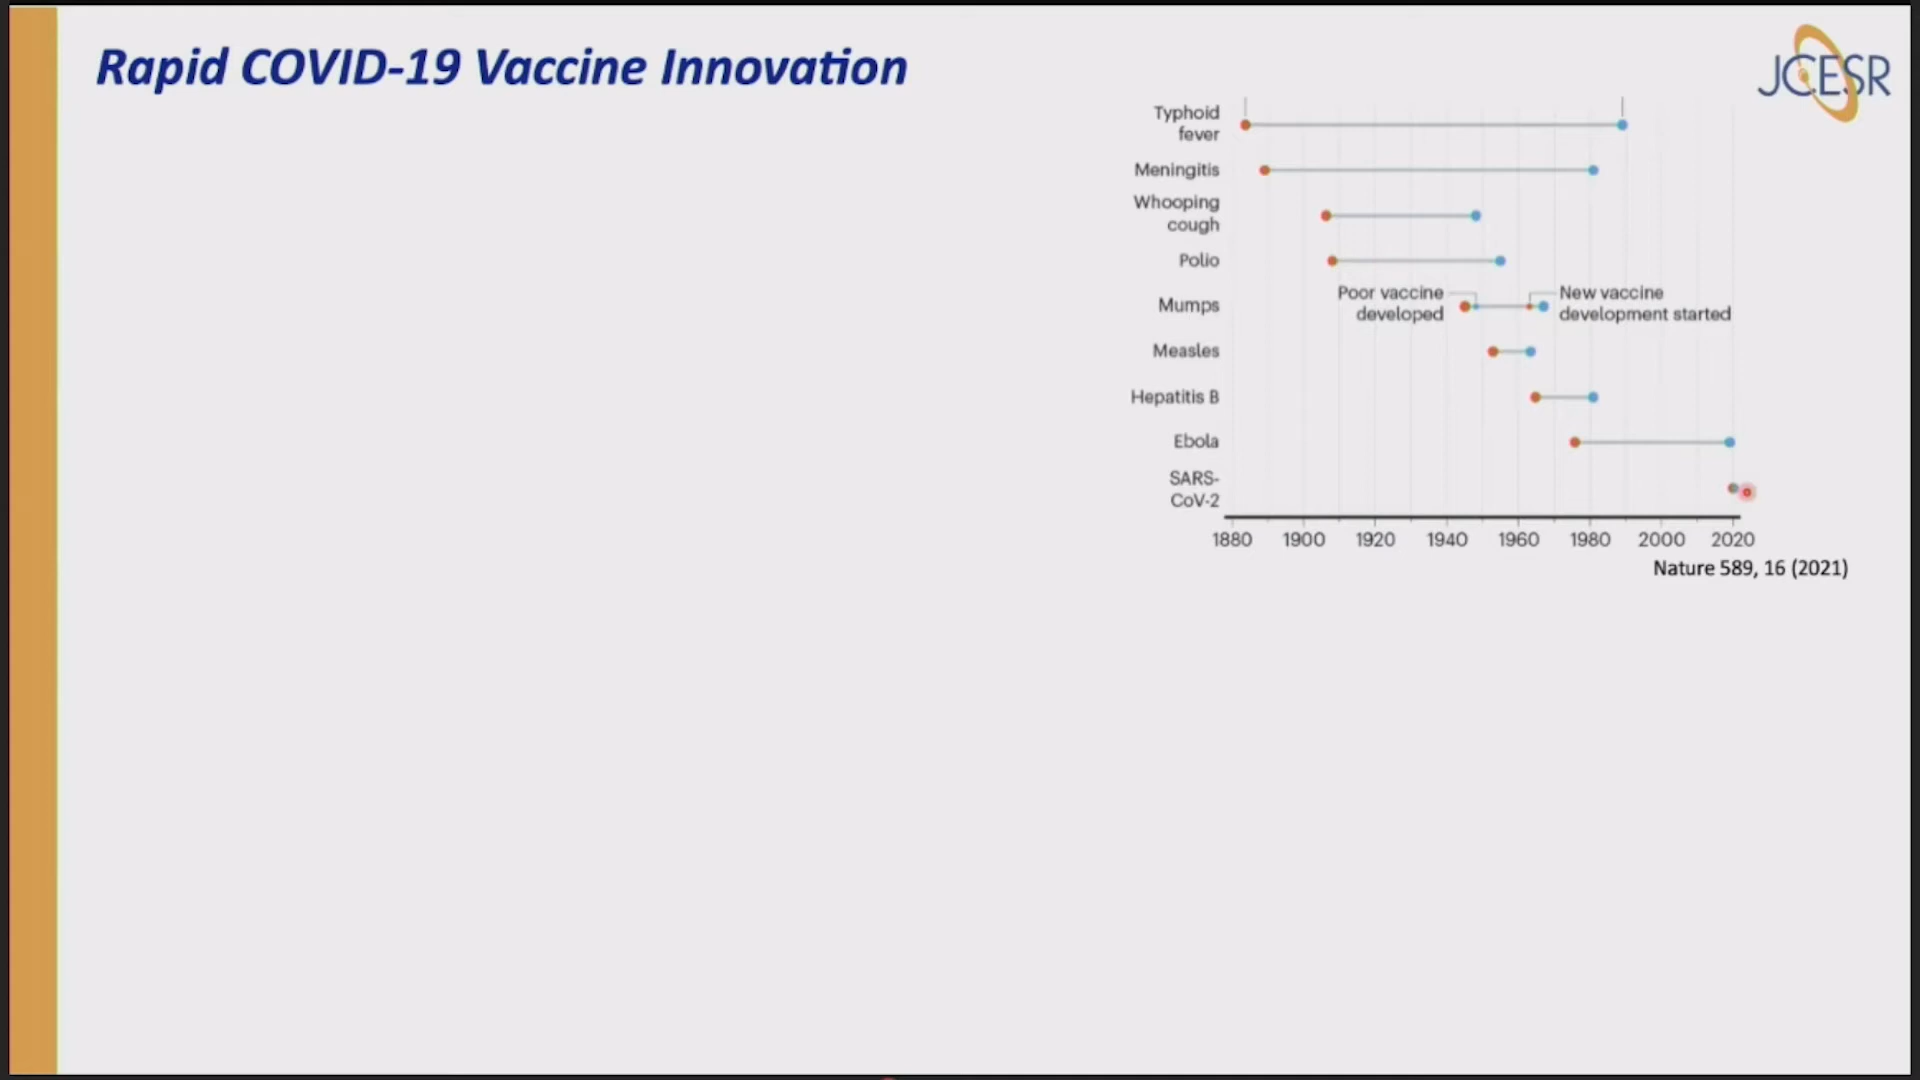 Rapid COVID-19 Vaccine Innovation
JCESR
Typhoid
fever
Meningitis
Whooping
cough
Polio
Mumps
Poor vaccine
developed
New vaccine
development started
Measles
Hepatitis B
Ebola
SARS-
CoV-2
1880 1900 1920 1940 1960 1980 2000 2020
Nature 589, 16 (2021)